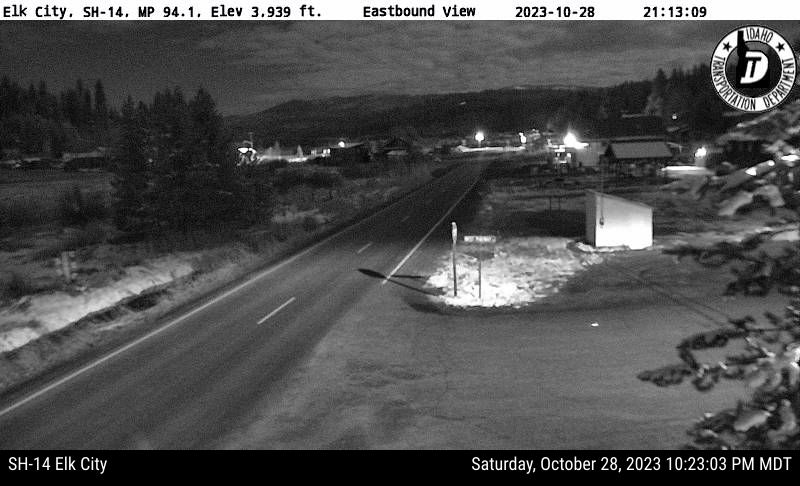 Elk City, SH-14, MP 94.1, Elev 3,939 ft. Eastbound View 2023-10-28 21:13:09
IDAHO
TRANSPORTATION DEPARTMENT
SH-14 Elk City Saturday, October 28, 2023 10:23:03 PM MDT